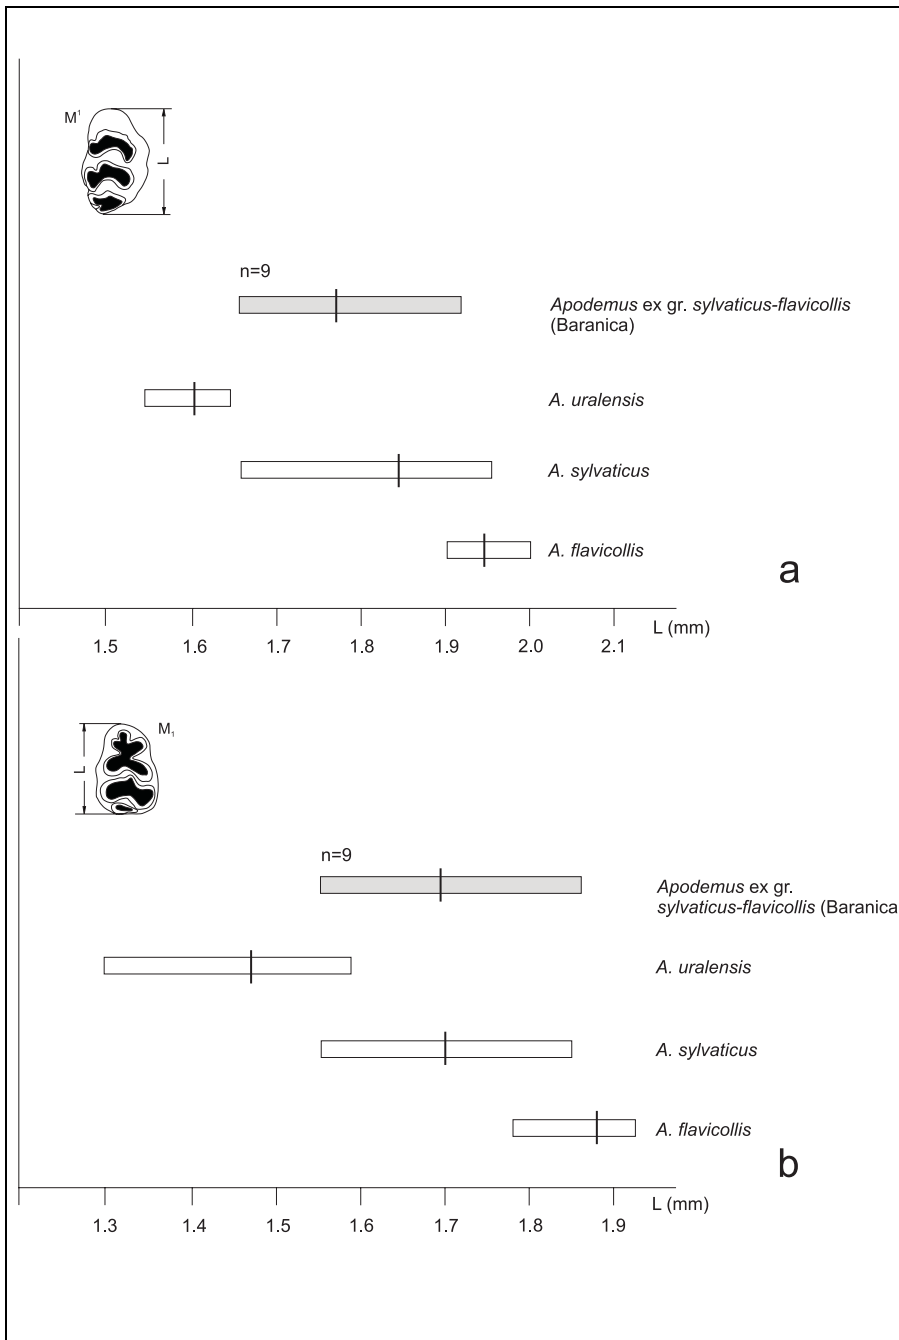 M¹
L
n=9
Apodemus ex gr. sylvaticus-flavicollis
(Baranica)
A. uralensis
A. sylvaticus
A. flavicollis
a
L (mm)
1.5 1.6 1.7 1.8 1.9 2.0 2.1
M₁
L
n=9
Apodemus ex gr.
sylvaticus-flavicollis (Baranica
A. uralensis
A. sylvaticus
A. flavicollis
b
L (mm)
1.3 1.4 1.5 1.6 1.7 1.8 1.9